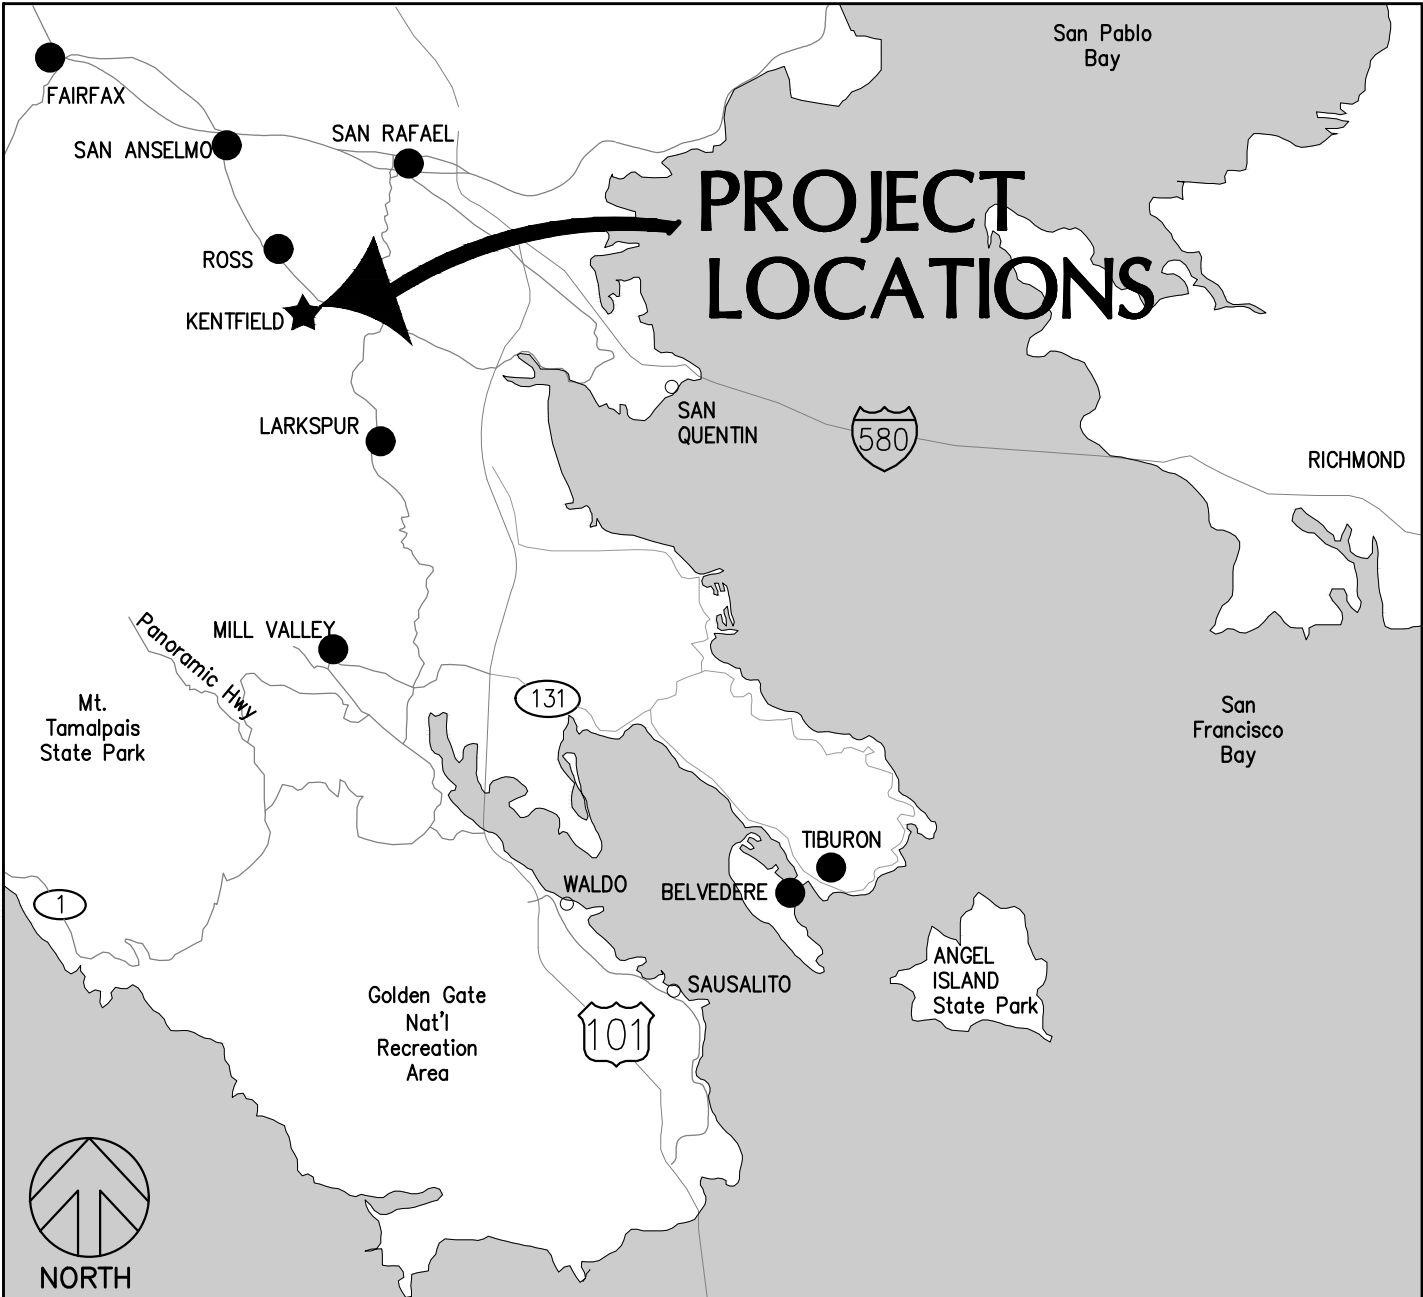 San Pablo
Bay
FAIRFAX
SAN RAFAEL
SAN ANSELMO
PROJECT
LOCATIONS
ROSS
KENTFIELD
SAN
QUENTIN
LARKSPUR
580
RICHMOND
Panoramic Hwy
MILL VALLEY
131
Mt.
Tamalpais
State Park
San
Francisco
Bay
TIBURON
WALDO
BELVEDERE
1
ANGEL
ISLAND
State Park
SAUSALITO
Golden Gate
Nat'l
Recreation
Area
101
NORTH